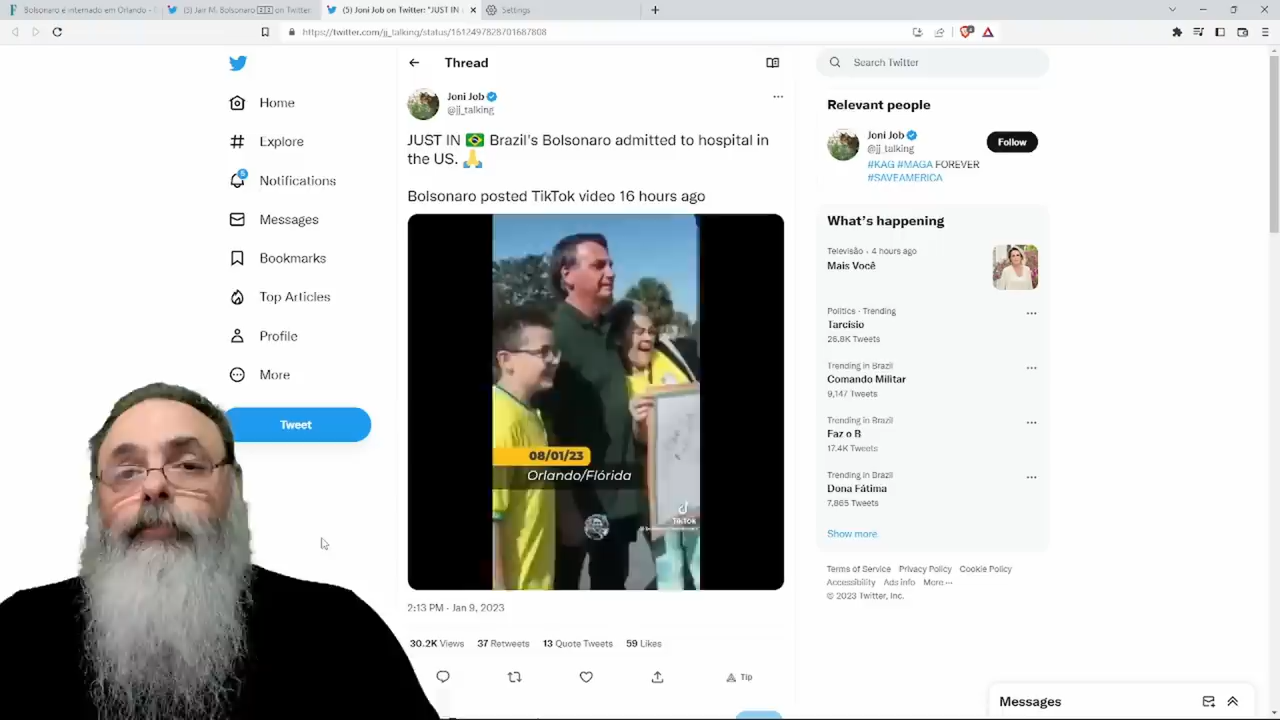 Bolsonaro é internado em Orlando -
(5) Jair M. Bolsonaro
on Twitter:
(5) Joni Job on Twitter: "JUST IN
Settings
https://twitter.com/jj_talking/status/1612497828701687808
Home
Explore
5
Notifications
Messages
Bookmarks
Top Articles
Profile
More
Tweet
Thread
Joni Job
@jj_talking
JUST IN 🇧🇷 Brazil's Bolsonaro admitted to hospital in
the US. 🙏
Bolsonaro posted TikTok video 16 hours ago
08/01/23
Orlando/Flórida
TikTok
2:13 PM · Jan 9, 2023
30.2K Views 37 Retweets 13 Quote Tweets 59 Likes
Tip
Search Twitter
Relevant people
Joni Job
@jj_talking
Follow
#KAG #MAGA FOREVER
#SAVEAMERICA
What's happening
Televisão · 4 hours ago
Mais Você
Politics · Trending
Tarcisio
26.8K Tweets
Trending in Brazil
Comando Militar
9,147 Tweets
Trending in Brazil
Faz o B
17.4K Tweets
Trending in Brazil
Dona Fátima
7,865 Tweets
Show more
Terms of Service Privacy Policy Cookie Policy
Accessibility Ads info More ···
© 2023 Twitter, Inc.
Messages